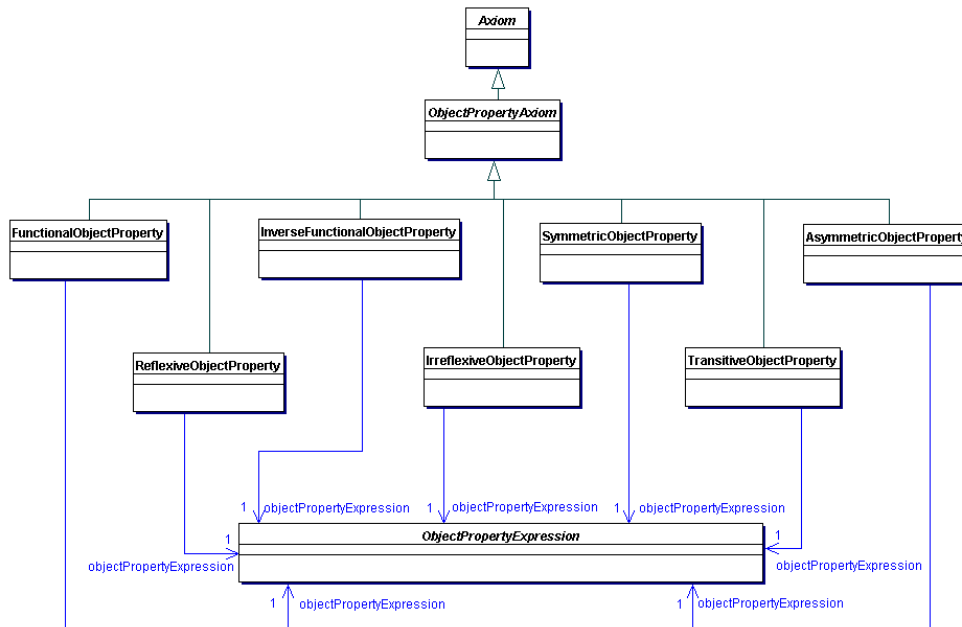 Axiom
ObjectPropertyAxiom
FunctionalObjectProperty
InverseFunctionalObjectProperty
SymmetricObjectProperty
AsymmetricObjectProperty
ReflexiveObjectProperty
IrreflexiveObjectProperty
TransitiveObjectProperty
1 objectPropertyExpression
1 objectPropertyExpression
1 objectPropertyExpression
ObjectPropertyExpression
1
objectPropertyExpression
1
objectPropertyExpression
1 objectPropertyExpression
1 objectPropertyExpression